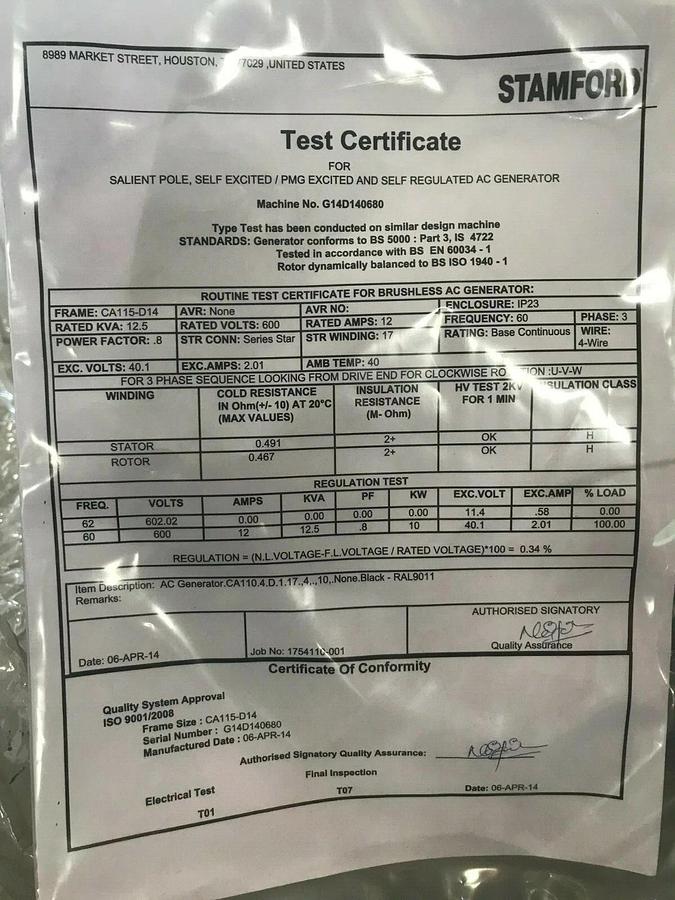 8989 MARKET STREET, HOUSTON, 77029 ,UNITED STATES
STAMFORD
Test Certificate
FOR
SALIENT POLE, SELF EXCITED / PMG EXCITED AND SELF REGULATED AC GENERATOR
Machine No. G14D140680
Type Test has been conducted on similar design machine
STANDARDS: Generator conforms to BS 5000 : Part 3, IS 4722
Tested in accordance with BS EN 60034 - 1
Rotor dynamically balanced to BS ISO 1940 - 1
ROUTINE TEST CERTIFICATE FOR BRUSHLESS AC GENERATOR:
FRAME: CA115-D14 AVR: None AVR NO: ENCLOSURE: IP23
RATED KVA: 12.5 RATED VOLTS: 600 RATED AMPS: 12 FREQUENCY: 60 PHASE: 3
POWER FACTOR: .8 STR CONN: Series Star STR WINDING: 17 RATING: Base Continuous WIRE: 4-Wire
EXC. VOLTS: 40.1 EXC.AMPS: 2.01 AMB TEMP: 40
FOR 3 PHASE SEQUENCE LOOKING FROM DRIVE END FOR CLOCKWISE :U-V-W
WINDING COLD RESISTANCE INSULATION HV TEST 2KV CLASS
IN Ohm(+/- 10) AT 20°C RESISTANCE FOR 1 MIN
(MAX VALUES) (M- Ohm)
STATOR 0.491 2+ OK H
ROTOR 0.467 2+ OK H
REGULATION TEST
FREQ. VOLTS AMPS KVA PF KW EXC.VOLT EXC.AMP % LOAD
62 602.02 0.00 0.00 0.00 0.00 11.4 .58 0.00
60 600 12 12.5 .8 10 40.1 2.01 100.00
REGULATION = (N.L.VOLTAGE-F.L.VOLTAGE / RATED VOLTAGE)*100 = 0.34 %
Item Description: AC Generator.CA110.4.D.1.17.,4,.,10,.None.Black - RAL9011
Remarks:
AUTHORISED SIGNATORY
Quality Assurance
Date: 06-APR-14 Job No: 1754110-001
Certificate Of Conformity
Quality System Approval
ISO 9001/2008
Frame Size : CA115-D14
Serial Number : G14D140680
Manufactured Date : 06-APR-14
Authorised Signatory Quality Assurance:
Final Inspection
Electrical Test T07 Date: 06-APR-14
T01